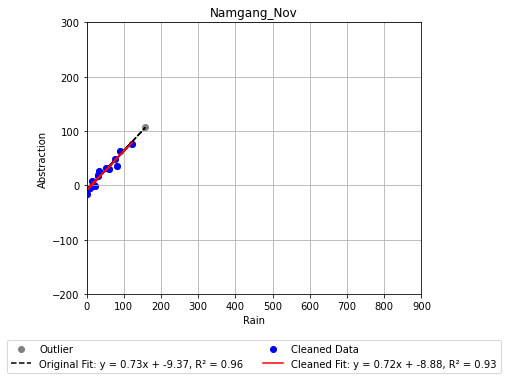 Namgang_Nov
300
200
100
0
−100
−200
Abstraction
0 100 200 300 400 500 600 700 800 900
Rain
Outlier Cleaned Data
Original Fit: y = 0.73x + -9.37, R² = 0.96 Cleaned Fit: y = 0.72x + -8.88, R² = 0.93